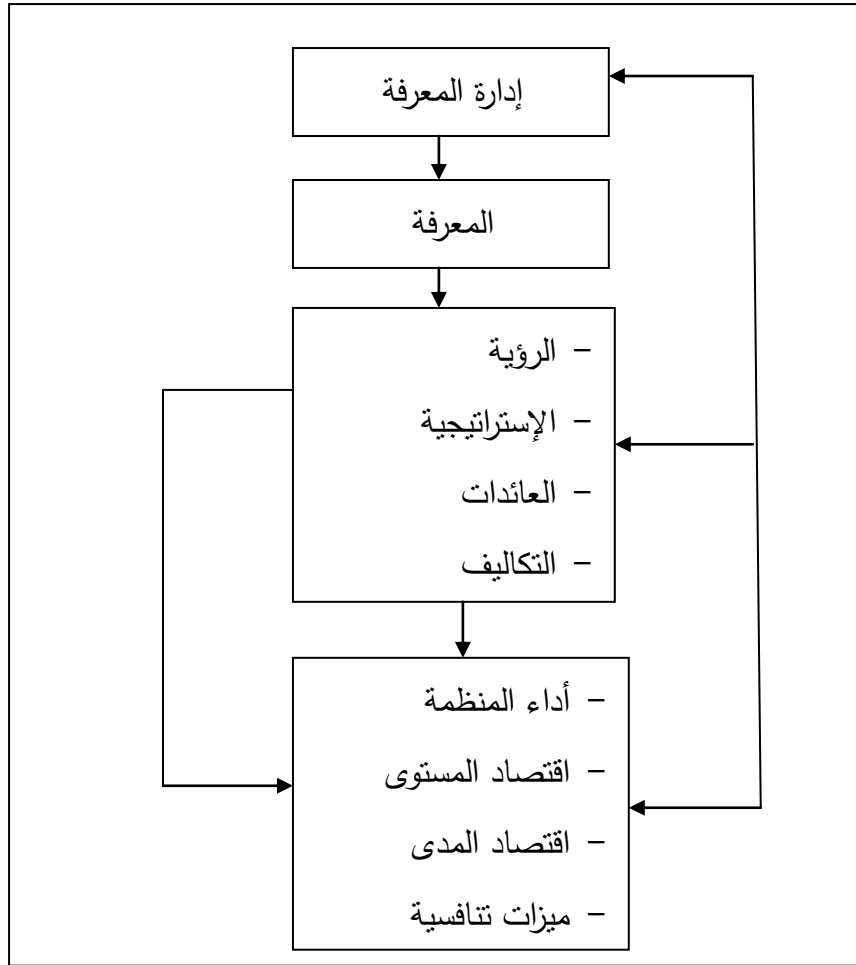 إدارة المعرفة
المعرفة
- الرؤية
- الإستراتيجية
- العائدات
- التكاليف
- أداء المنظمة
- اقتصاد المستوى
- اقتصاد المدى
- ميزات تنافسية